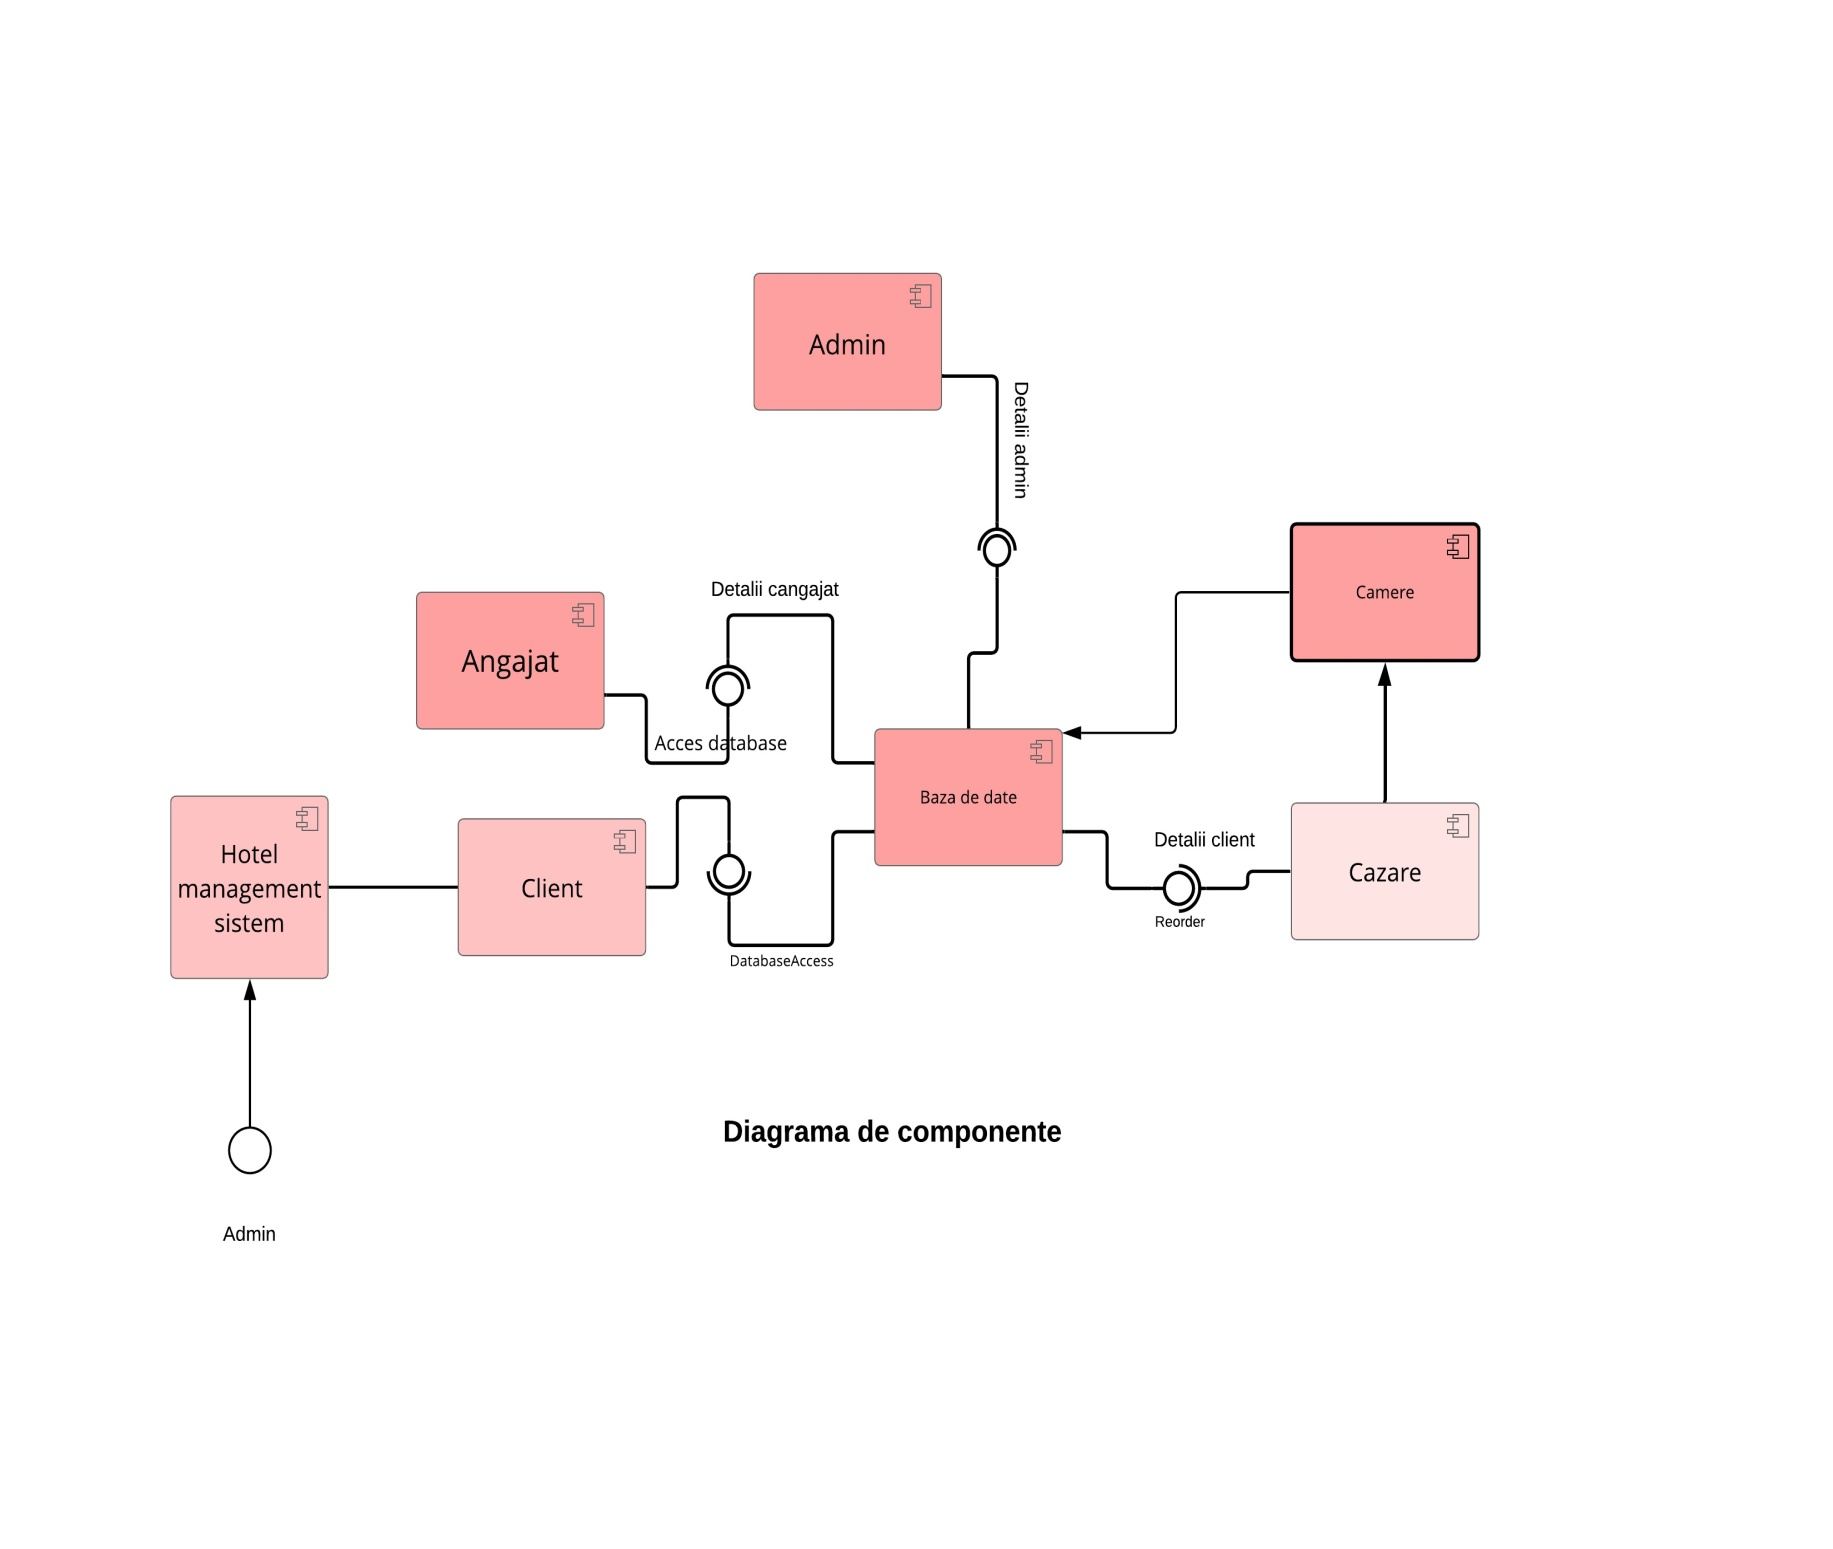 Admin
Detalii admin
Camere
Detalii cangajat
Angajat
Acces database
Baza de date
Hotel
management
sistem
Client
Detalii client
Cazare
Reorder
DatabaseAccess
Diagrama de componente
Admin